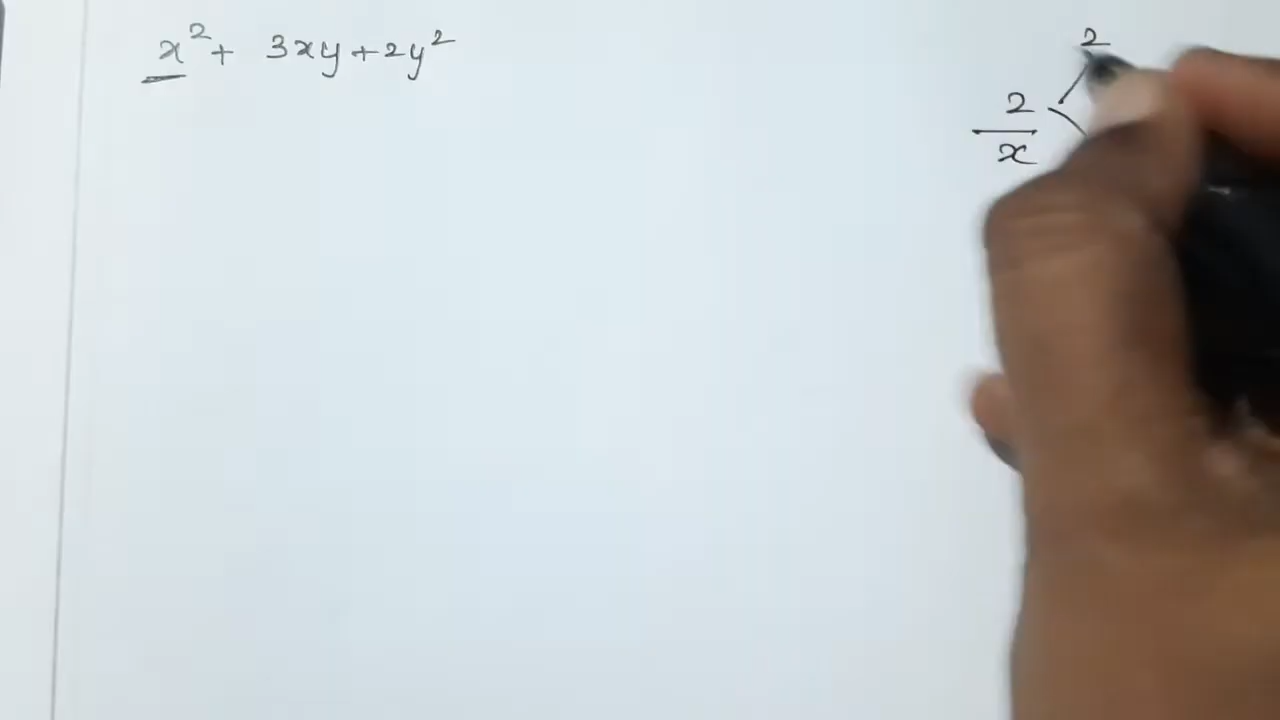 x² + 3xy + 2y²
2
2
x